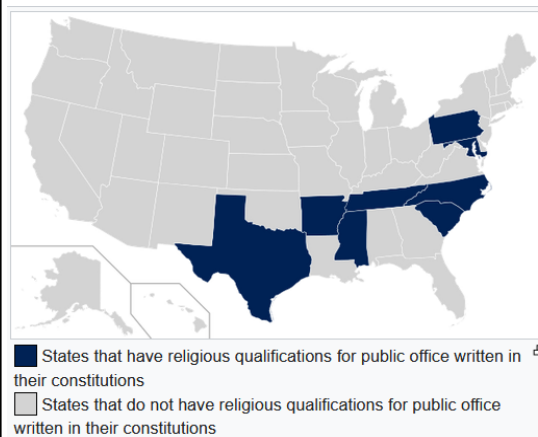 States that have religious qualifications for public office written in
their constitutions
States that do not have religious qualifications for public office
written in their constitutions